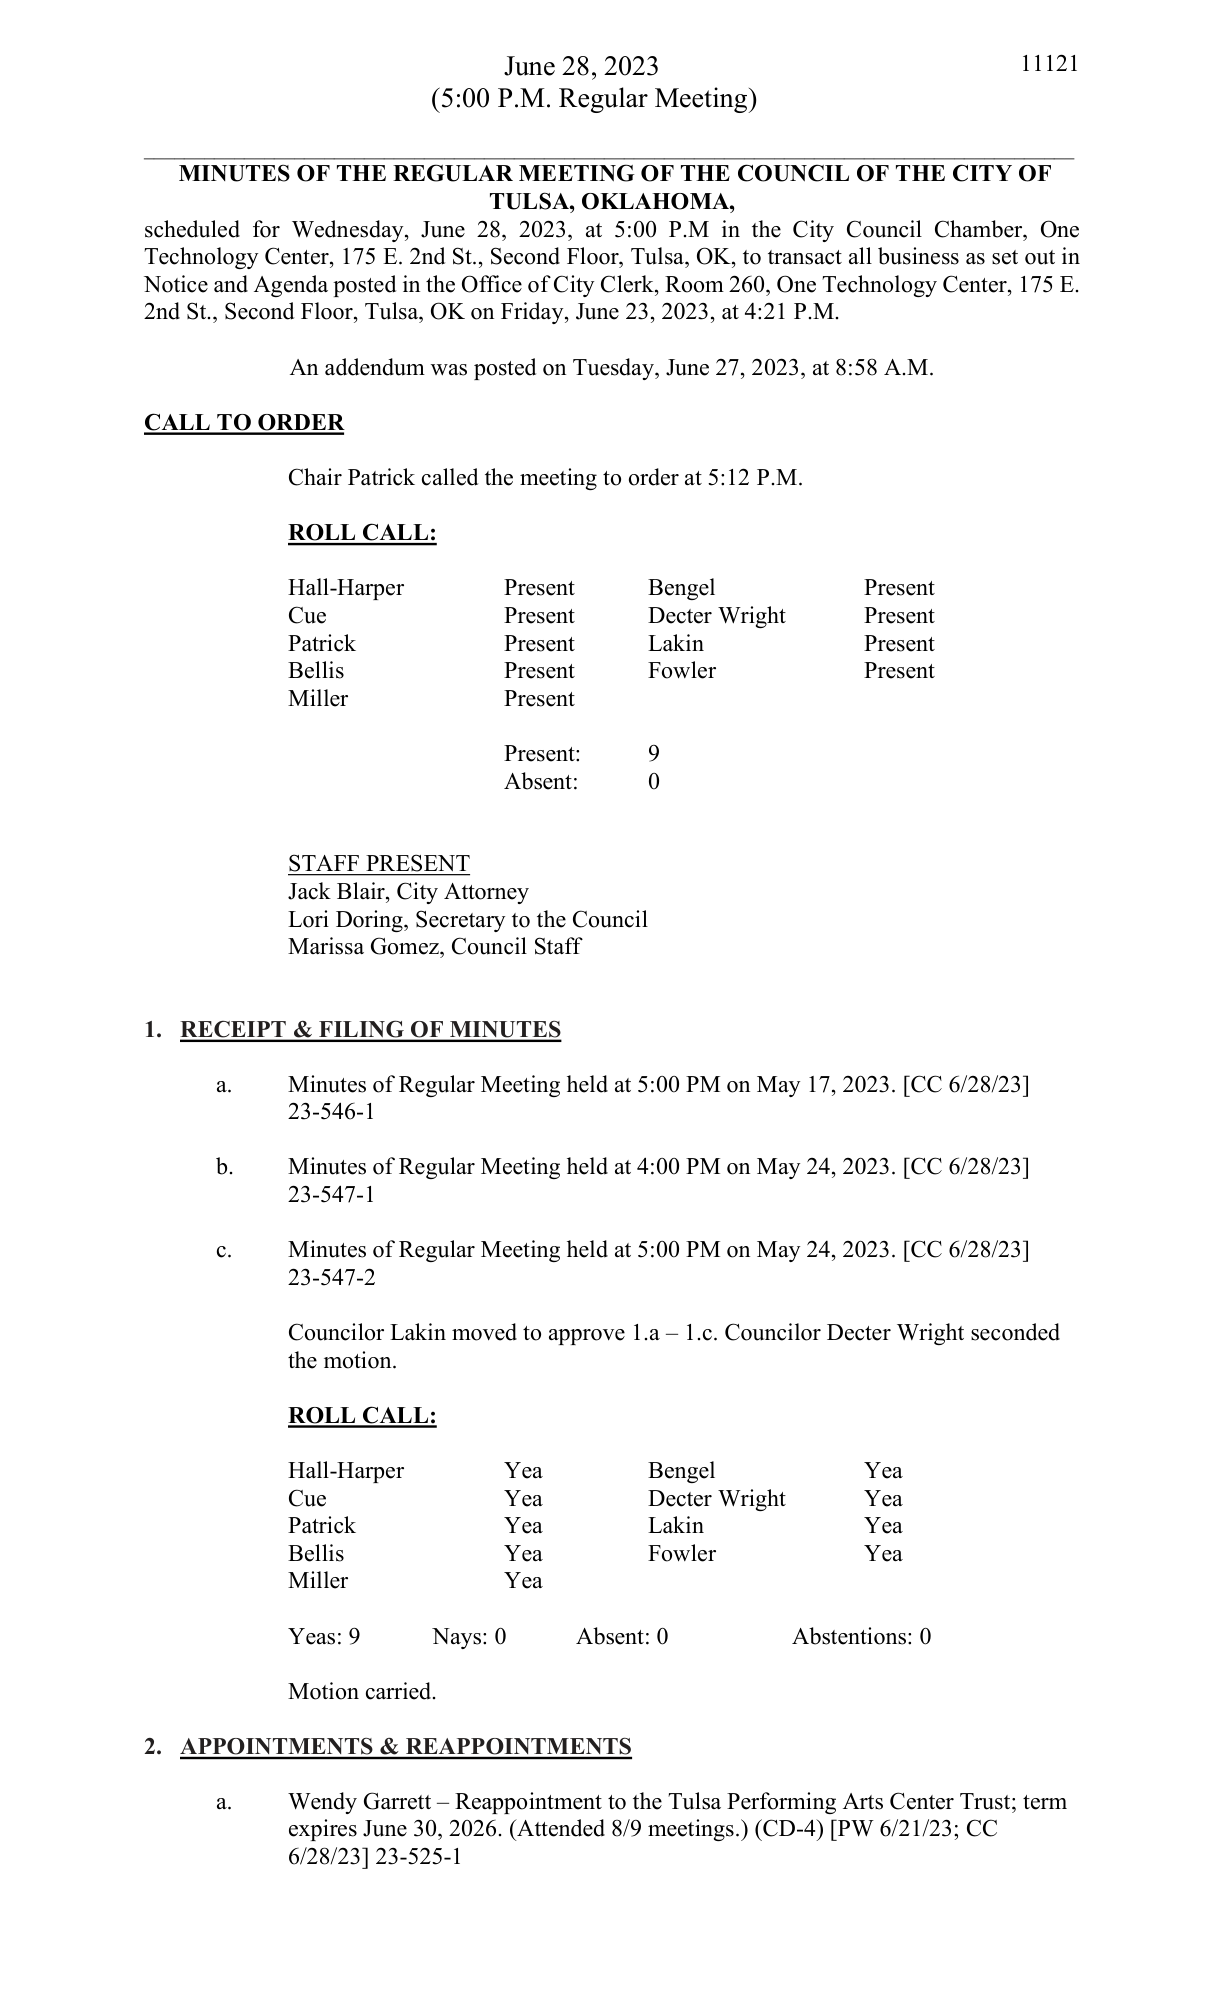 June 28, 2023
11121
(5:00 P.M. Regular Meeting)
MINUTES OF THE REGULAR MEETING OF THE COUNCIL OF THE CITY OF
TULSA, OKLAHOMA,
scheduled for Wednesday, June 28, 2023, at 5:00 P.M in the City Council Chamber, One
Technology Center, 175 E. 2nd St., Second Floor, Tulsa, OK, to transact all business as set out in
Notice and Agenda posted in the Office of City Clerk, Room 260, One Technology Center, 175 E.
2nd St., Second Floor, Tulsa, OK on Friday, June 23, 2023, at 4:21 P.M.
An addendum was posted on Tuesday, June 27, 2023, at 8:58 A.M.
CALL TO ORDER
Chair Patrick called the meeting to order at 5:12 P.M.
ROLL CALL:
Hall-Harper Present Bengel Present
Cue Present Decter Wright Present
Patrick Present Lakin Present
Bellis Present Fowler Present
Miller Present
Present: 9
Absent: 0
STAFF PRESENT
Jack Blair, City Attorney
Lori Doring, Secretary to the Council
Marissa Gomez, Council Staff
1. RECEIPT & FILING OF MINUTES
a. Minutes of Regular Meeting held at 5:00 PM on May 17, 2023. [CC 6/28/23]
23-546-1
b. Minutes of Regular Meeting held at 4:00 PM on May 24, 2023. [CC 6/28/23]
23-547-1
c. Minutes of Regular Meeting held at 5:00 PM on May 24, 2023. [CC 6/28/23]
23-547-2
Councilor Lakin moved to approve 1.a – 1.c. Councilor Decter Wright seconded
the motion.
ROLL CALL:
Hall-Harper Yea Bengel Yea
Cue Yea Decter Wright Yea
Patrick Yea Lakin Yea
Bellis Yea Fowler Yea
Miller Yea
Yeas: 9 Nays: 0 Absent: 0 Abstentions: 0
Motion carried.
2. APPOINTMENTS & REAPPOINTMENTS
a. Wendy Garrett – Reappointment to the Tulsa Performing Arts Center Trust; term
expires June 30, 2026. (Attended 8/9 meetings.) (CD-4) [PW 6/21/23; CC
6/28/23] 23-525-1